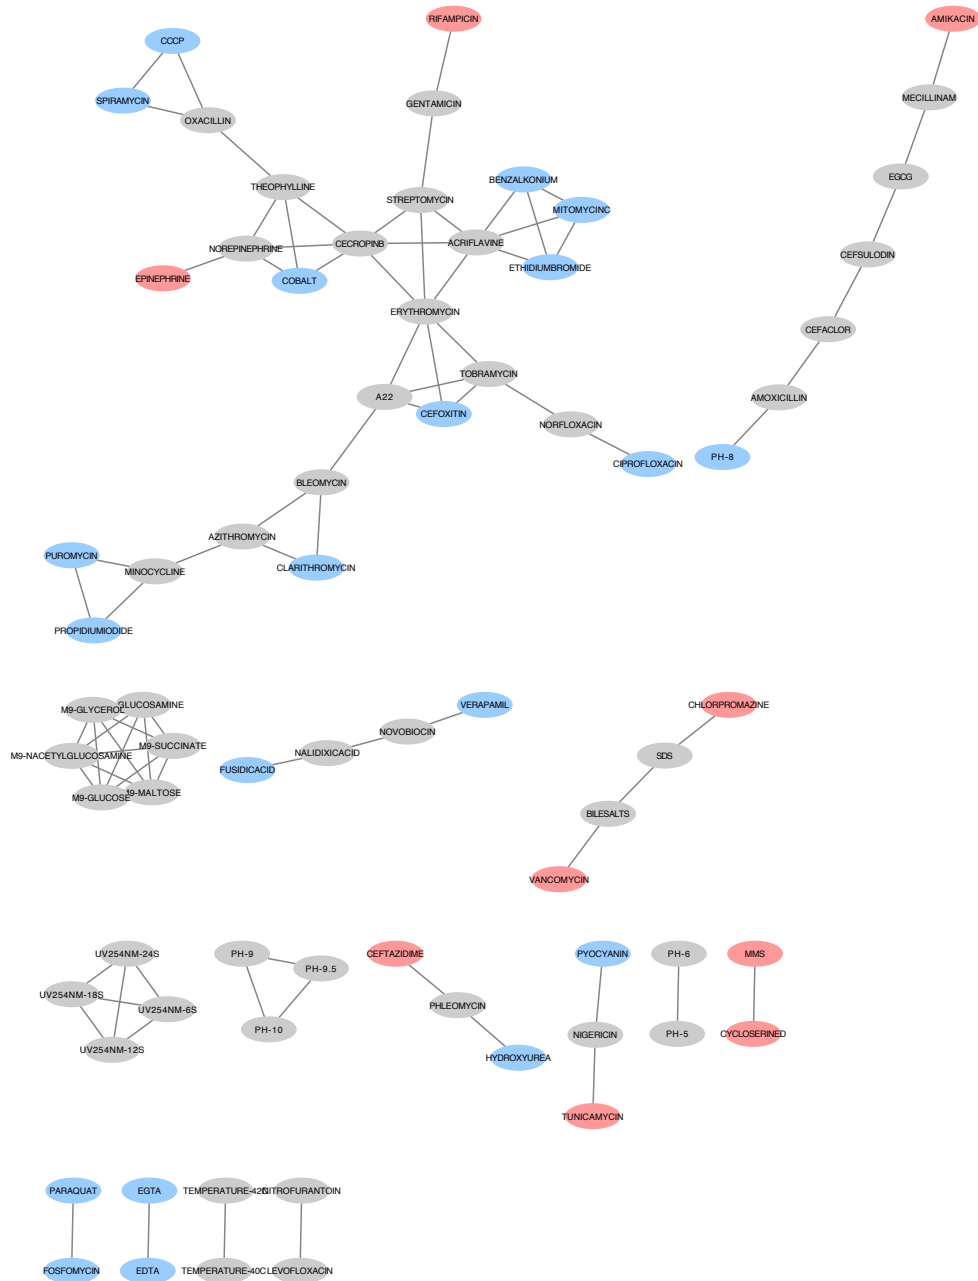 RIFAMPICIN
AMIKACIN
CCCP
SPIRAMYCIN
OXACILLIN
GENTAMICIN
MECILLINAM
THEOPHYLLINE
STREPTOMYCIN
BENZALKONIUM
MITOMYCINC
EGCG
NOREPINEPHRINE
CECROPINB
ACRIFLAVINE
EPINEPHRINE
COBALT
ETHIDIUMBROMIDE
CEFSULODIN
ERYTHROMYCIN
CEFACLOR
TOBRAMYCIN
A22
CEFOXITIN
AMOXICILLIN
NORFLOXACIN
CIPROFLOXACIN
PH-8
BLEOMYCIN
AZITHROMYCIN
PUROMYCIN
MINOCYCLINE
CLARITHROMYCIN
PROPIDIUMIODIDE
M9-GLYCEROL
GLUCOSAMINE
M9-SUCCINATE
M9-NACETYLGLUCOSAMINE
M9-GLUCOSE
M9-MALTOSE
VERAPAMIL
NOVOBIOCIN
NALIDIXICACID
FUSIDICACID
CHLORPROMAZINE
SDS
BILESALTS
VANCOMYCIN
UV254NM-24S
UV254NM-18S
UV254NM-6S
UV254NM-12S
PH-9
PH-9.5
PH-10
CEFTAZIDIME
PHLEOMYCIN
HYDROXYUREA
PYOCYANIN
NIGERICIN
TUNICAMYCIN
PH-6
PH-5
MMS
CYCLOSERINED
PARAQUAT
FOSFOMYCIN
EGTA
EDTA
TEMPERATURE-42C
TEMPERATURE-40C
NITROFURANTOIN
LEVOFLOXACIN